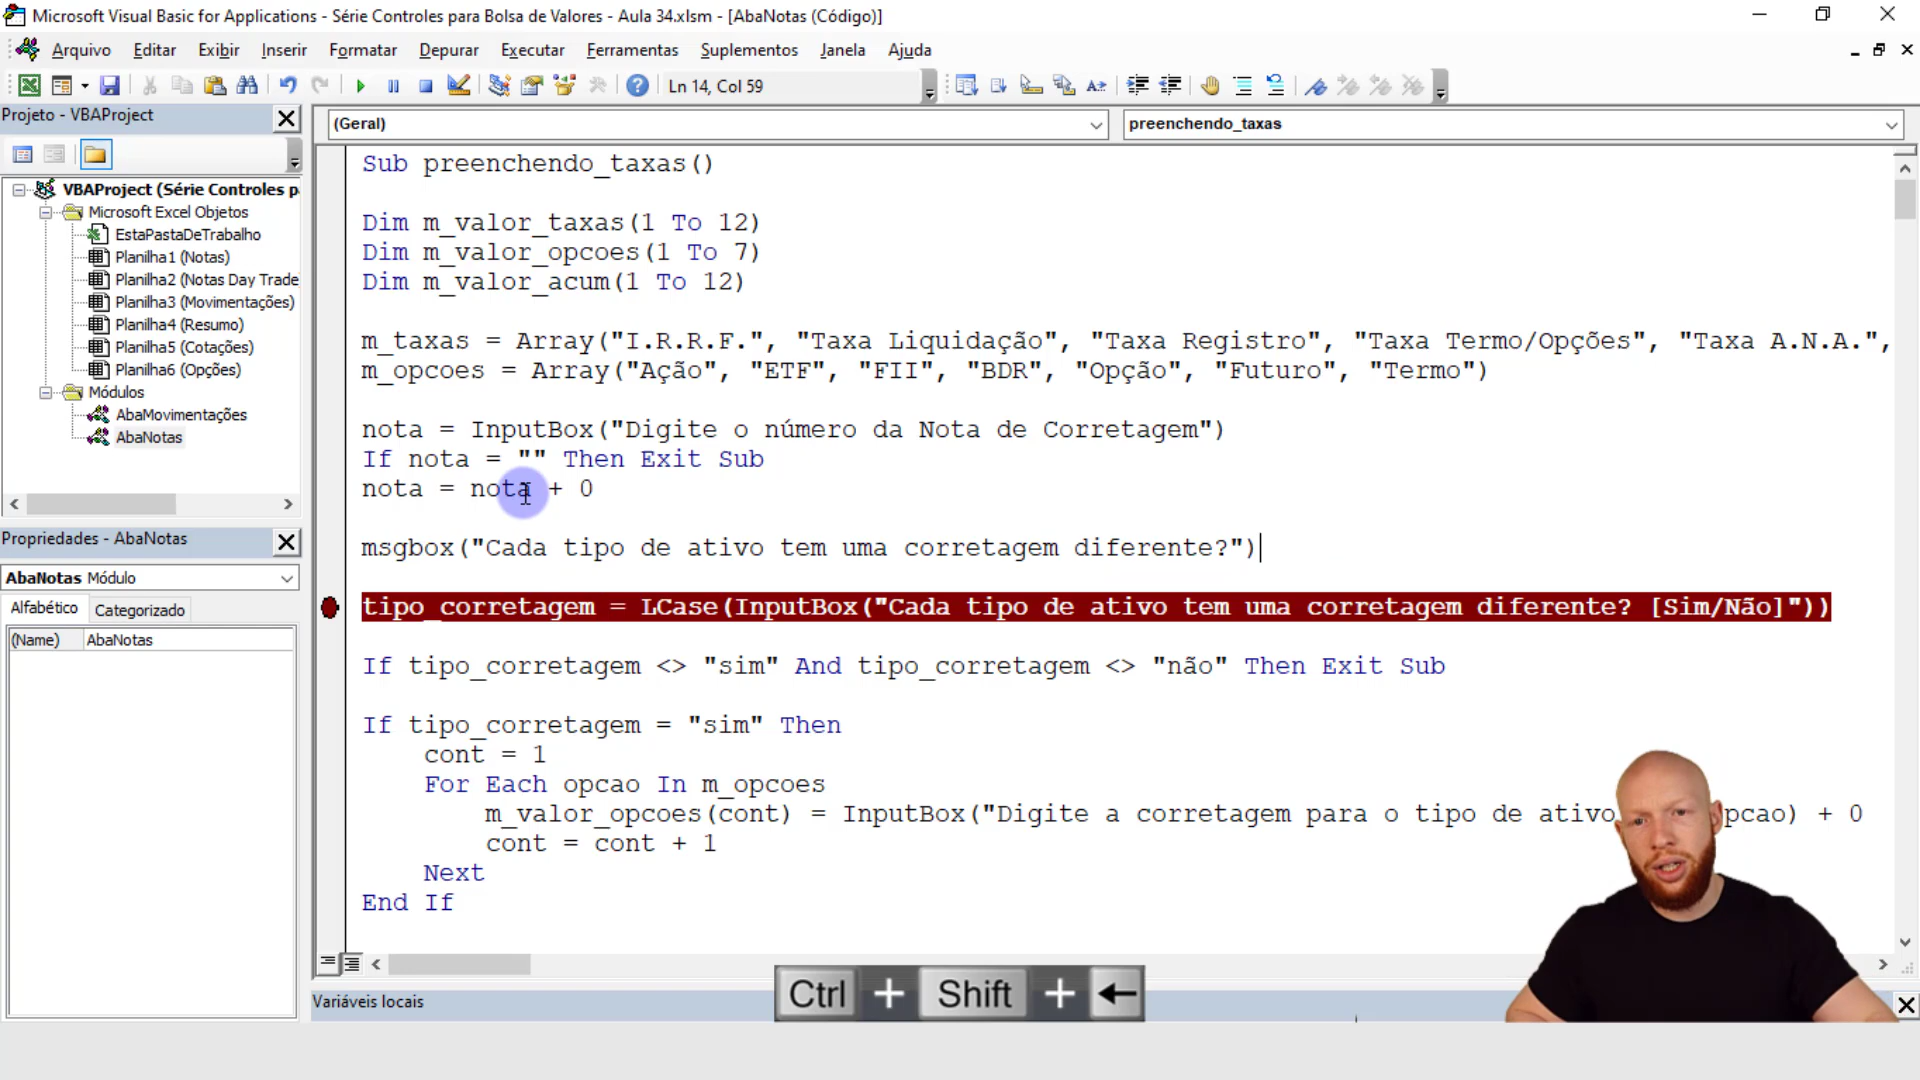 Microsoft Visual Basic for Applications - Série Controles para Bolsa de Valores - Aula 34.xlsm - [AbaNotas (Código)]
Arquivo Editar Exibir Inserir Formatar Depurar Executar Ferramentas Suplementos Janela Ajuda
Ln 14, Col 59
Projeto - VBAProject
VBAProject (Série Controles p
Microsoft Excel Objetos
EstaPastaDeTrabalho
Planilha1 (Notas)
Planilha2 (Notas Day Trade
Planilha3 (Movimentações)
Planilha4 (Resumo)
Planilha5 (Cotações)
Planilha6 (Opções)
Módulos
AbaMovimentações
AbaNotas
Propriedades - AbaNotas
AbaNotas Módulo
Alfabético Categorizado
(Name) AbaNotas
(Geral) preenchendo_taxas
Sub preenchendo_taxas()
Dim m_valor_taxas(1 To 12)
Dim m_valor_opcoes(1 To 7)
Dim m_valor_acum(1 To 12)
m_taxas = Array("I.R.R.F.", "Taxa Liquidação", "Taxa Registro", "Taxa Termo/Opções", "Taxa A.N.A.",
m_opcoes = Array("Ação", "ETF", "FII", "BDR", "Opção", "Futuro", "Termo")
nota = InputBox("Digite o número da Nota de Corretagem")
If nota = "" Then Exit Sub
nota = nota + 0
msgbox("Cada tipo de ativo tem uma corretagem diferente?")
tipo_corretagem = LCase(InputBox("Cada tipo de ativo tem uma corretagem diferente? [Sim/Não]"))
If tipo_corretagem <> "sim" And tipo_corretagem <> "não" Then Exit Sub
If tipo_corretagem = "sim" Then
cont = 1
For Each opcao In m_opcoes
m_valor_opcoes(cont) = InputBox("Digite a corretagem para o tipo de ativo pcao) + 0
cont = cont + 1
Next
End If
Ctrl + Shift + ←
Variáveis locais